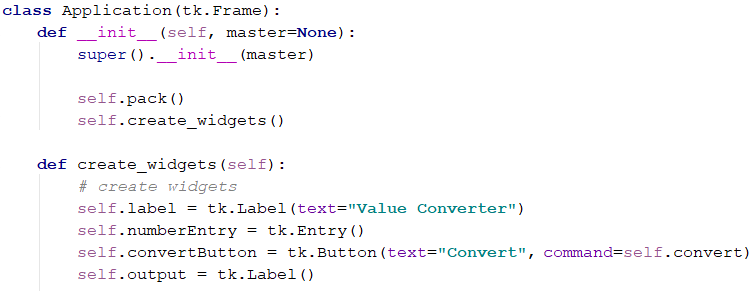 class Application(tk.Frame):
    def __init__(self, master=None):
        super().__init__(master)

        self.pack()
        self.create_widgets()

    def create_widgets(self):
        # create widgets
        self.label = tk.Label(text="Value Converter")
        self.numberEntry = tk.Entry()
        self.convertButton = tk.Button(text="Convert", command=self.convert)
        self.output = tk.Label()